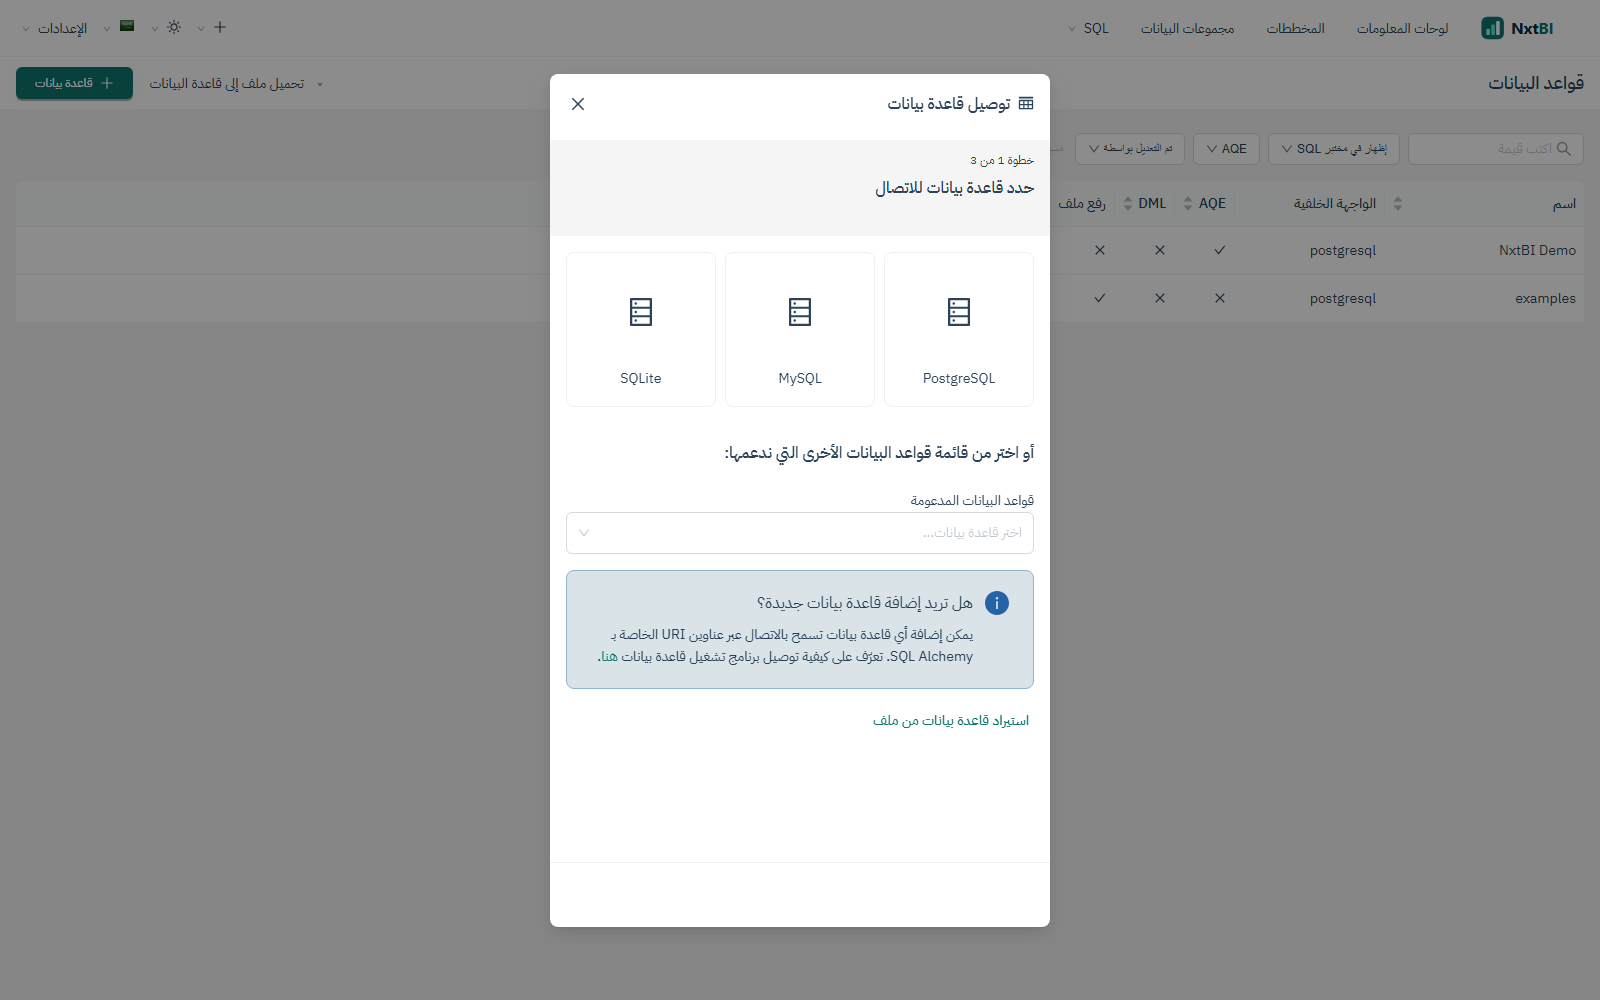 NxtBI
لوحات المعلومات
المخططات
مجموعات البيانات
SQL
الإعدادات
قواعد البيانات
تحميل ملف إلى قاعدة البيانات
قاعدة بيانات
اكتب قيمة
إظهار في مختبر SQL
AQE
تم التعديل بواسطة
اسم
الواجهة الخلفية
AQE
DML
رفع ملف
NxtBI Demo
postgresql
examples
postgresql
توصيل قاعدة بيانات
خطوة 1 من 3
حدد قاعدة بيانات للاتصال
PostgreSQL
MySQL
SQLite
أو اختر من قائمة قواعد البيانات الأخرى التي ندعمها:
قواعد البيانات المدعومة
اختر قاعدة بيانات...
هل تريد إضافة قاعدة بيانات جديدة؟
يمكن إضافة أي قاعدة بيانات تسمح بالاتصال عبر عناوين URI الخاصة بـ
SQL Alchemy. تعرّف على كيفية توصيل برنامج تشغيل قاعدة بيانات هنا.
استيراد قاعدة بيانات من ملف